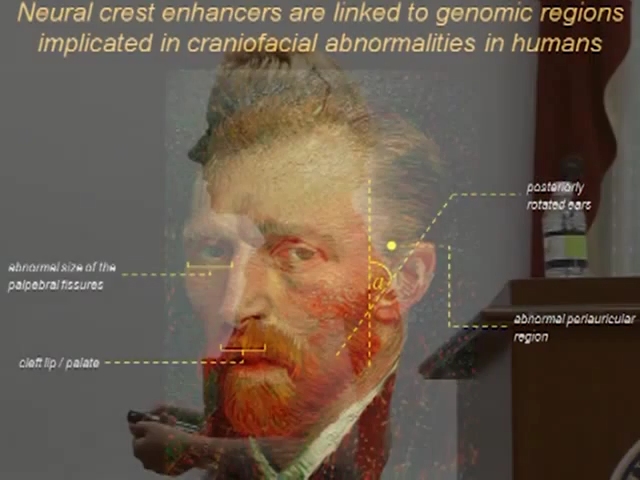 Neural crest enhancers are linked to genomic regions
implicated in craniofacial abnormalities in humans
posteriorly
rotated ears
abnormal size of the
palpebral fissures
α
abnormal periauricular
region
cleft lip / palate